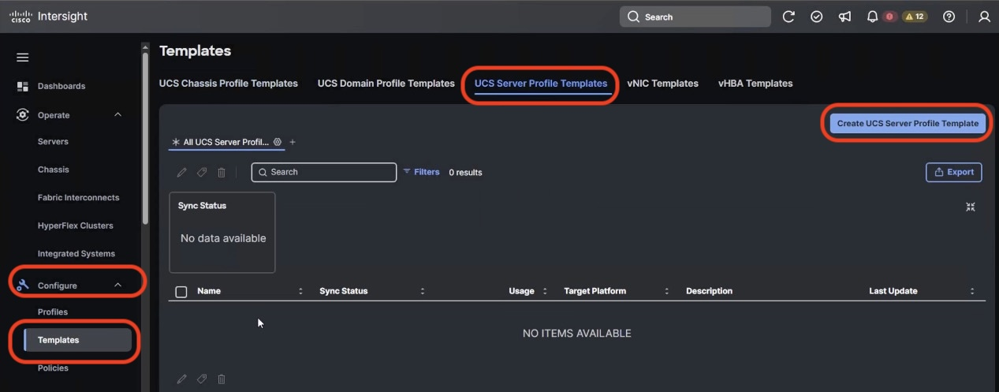 cisco Intersight Search 12
Templates
UCS Chassis Profile Templates UCS Domain Profile Templates UCS Server Profile Templates vNIC Templates vHBA Templates
Dashboards
Operate
Servers
Chassis
Fabric Interconnects
HyperFlex Clusters
Integrated Systems
Configure
Profiles
Templates
Policies
Create UCS Server Profile Template
All UCS Server Profil... +
Search Filters 0 results Export
Sync Status
No data available
Name Sync Status Usage Target Platform Description Last Update
NO ITEMS AVAILABLE